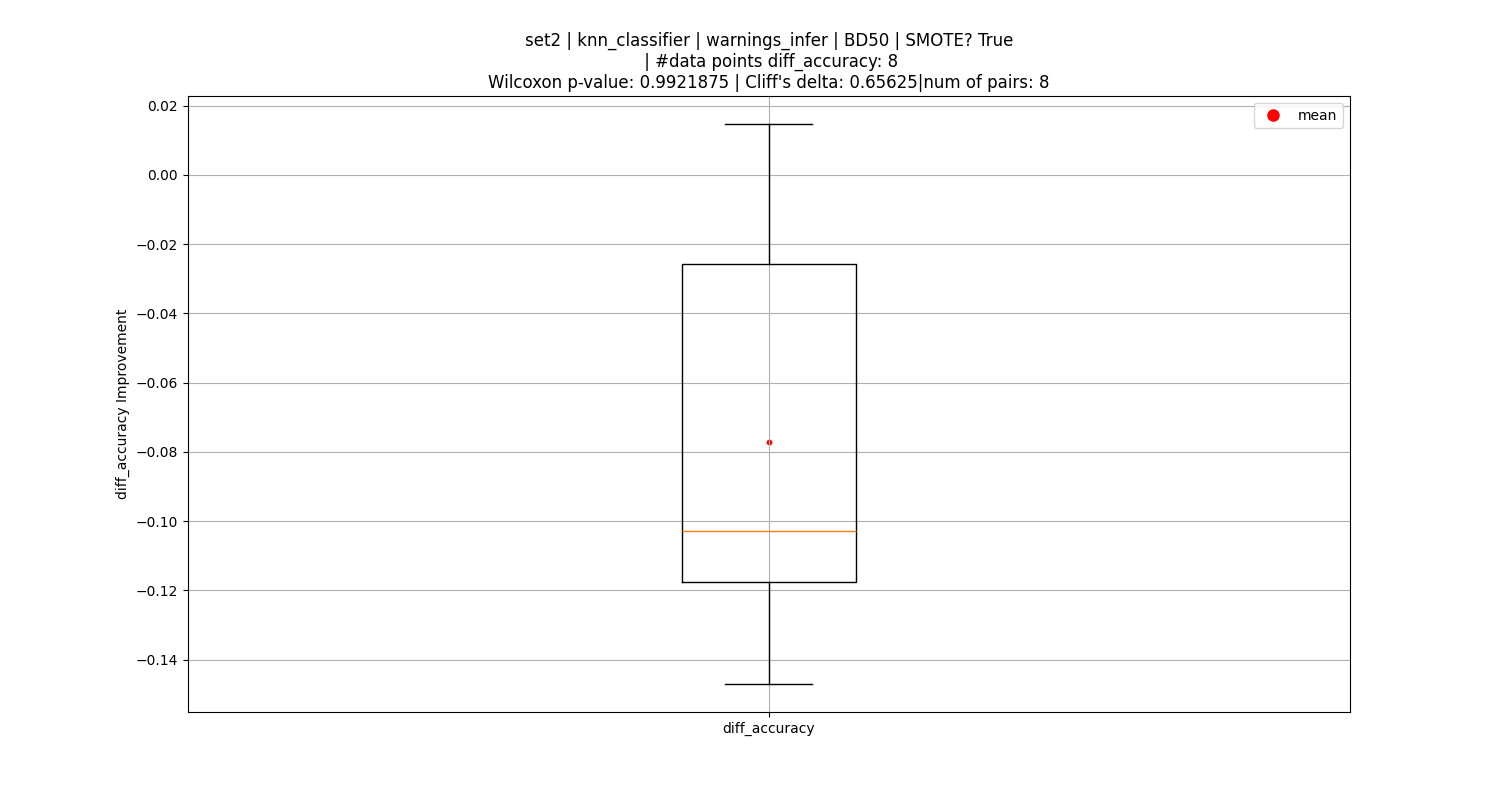 set2 | knn_classifier | warnings_infer | BD50 | SMOTE? True
| #data points diff_accuracy: 8
Wilcoxon p-value: 0.9921875 | Cliff's delta: 0.65625|num of pairs: 8
mean
0.02
0.00
−0.02
−0.04
−0.06
−0.08
−0.10
−0.12
−0.14
diff_accuracy Improvement
diff_accuracy